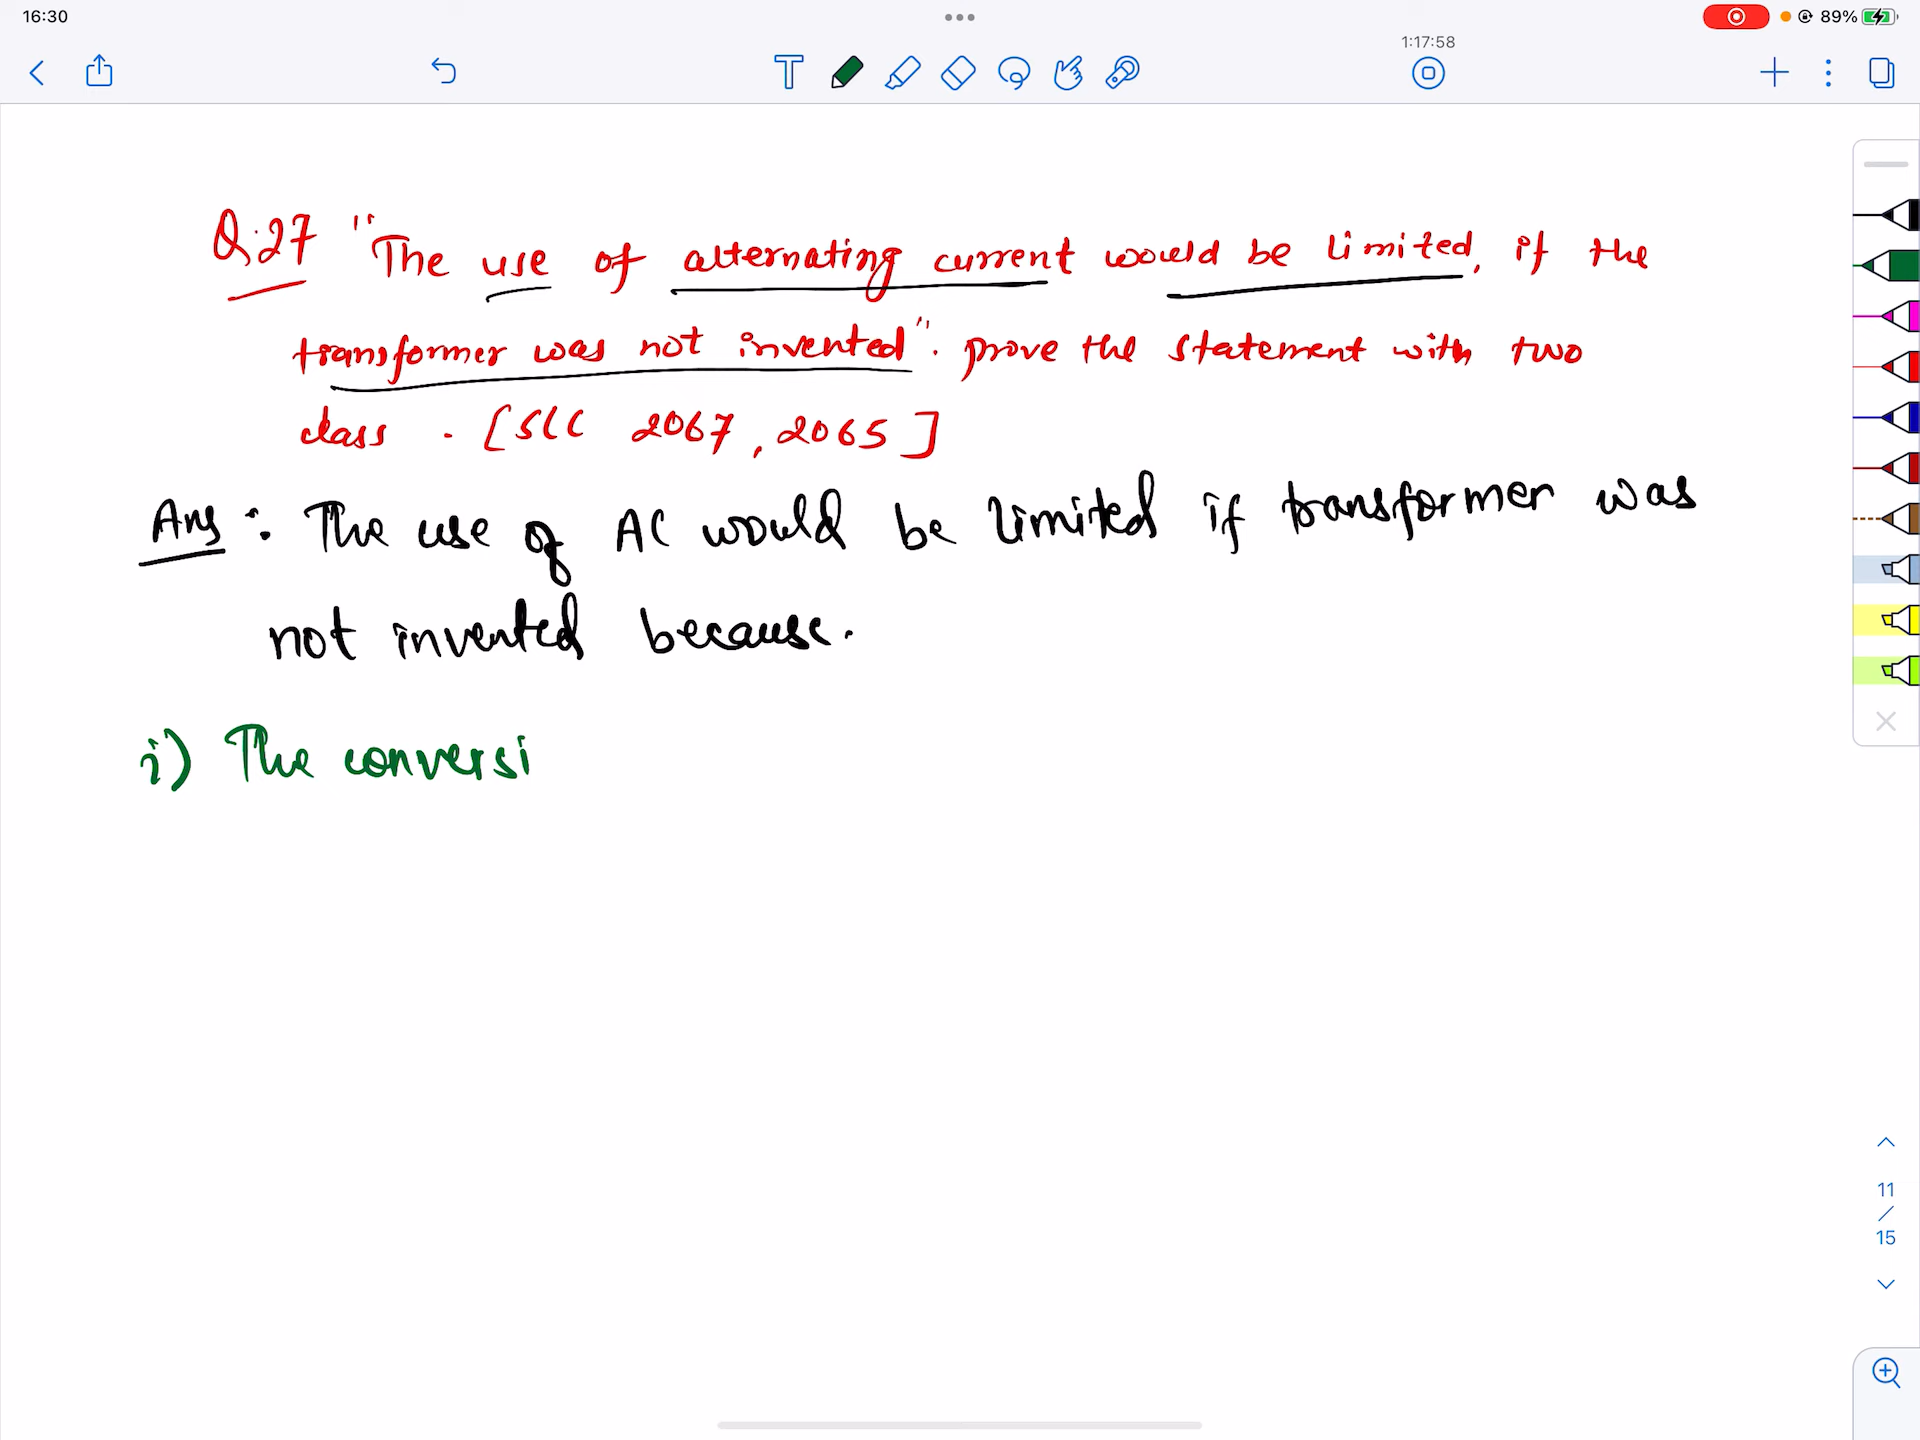 16:30
89%
1:17:58
Q.27 "The use of alternating current would be limited, if the
transformer was not invented". prove the statement with two
class. [SLC 2067, 2065]
Ans: The use of AC would be limited if transformer was
not invented because.
i) The conversi
11
/
15